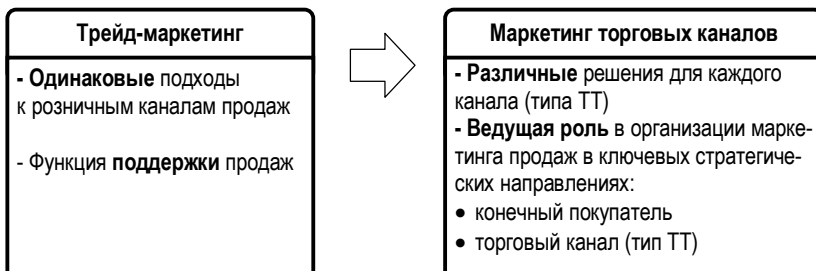 Трейд-маркетинг
- Одинаковые подходы
к розничным каналам продаж
- Функция поддержки продаж
Маркетинг торговых каналов
- Различные решения для каждого
канала (типа ТТ)
- Ведущая роль в организации марке-
тинга продаж в ключевых стратегиче-
ских направлениях:
• конечный покупатель
• торговый канал (тип ТТ)